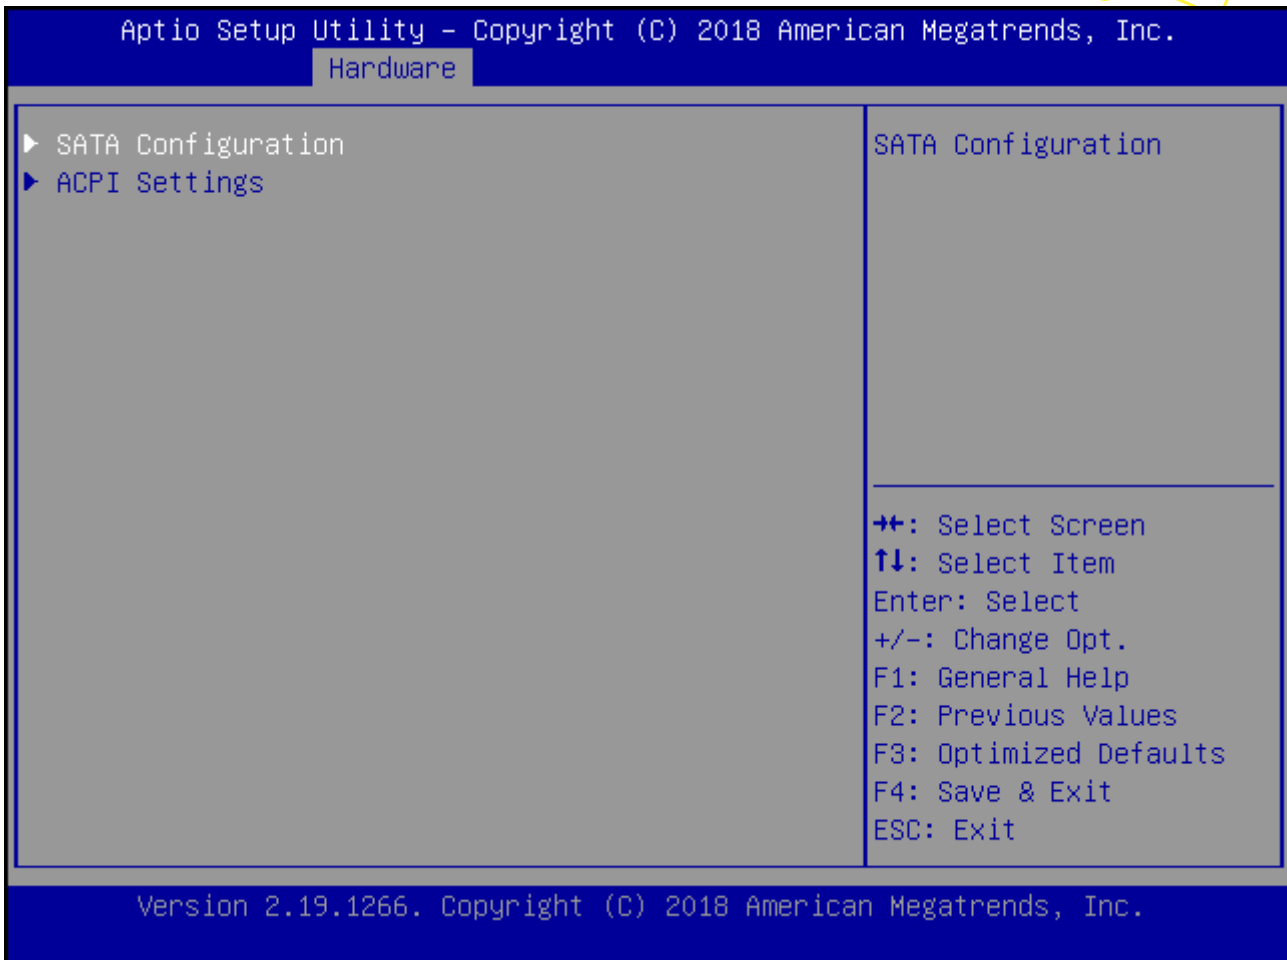 Aptio Setup Utility – Copyright (C) 2018 American Megatrends, Inc.
Hardware
▶ SATA Configuration
▶ ACPI Settings
SATA Configuration
→←: Select Screen
↑↓: Select Item
Enter: Select
+/-: Change Opt.
F1: General Help
F2: Previous Values
F3: Optimized Defaults
F4: Save & Exit
ESC: Exit
Version 2.19.1266. Copyright (C) 2018 American Megatrends, Inc.